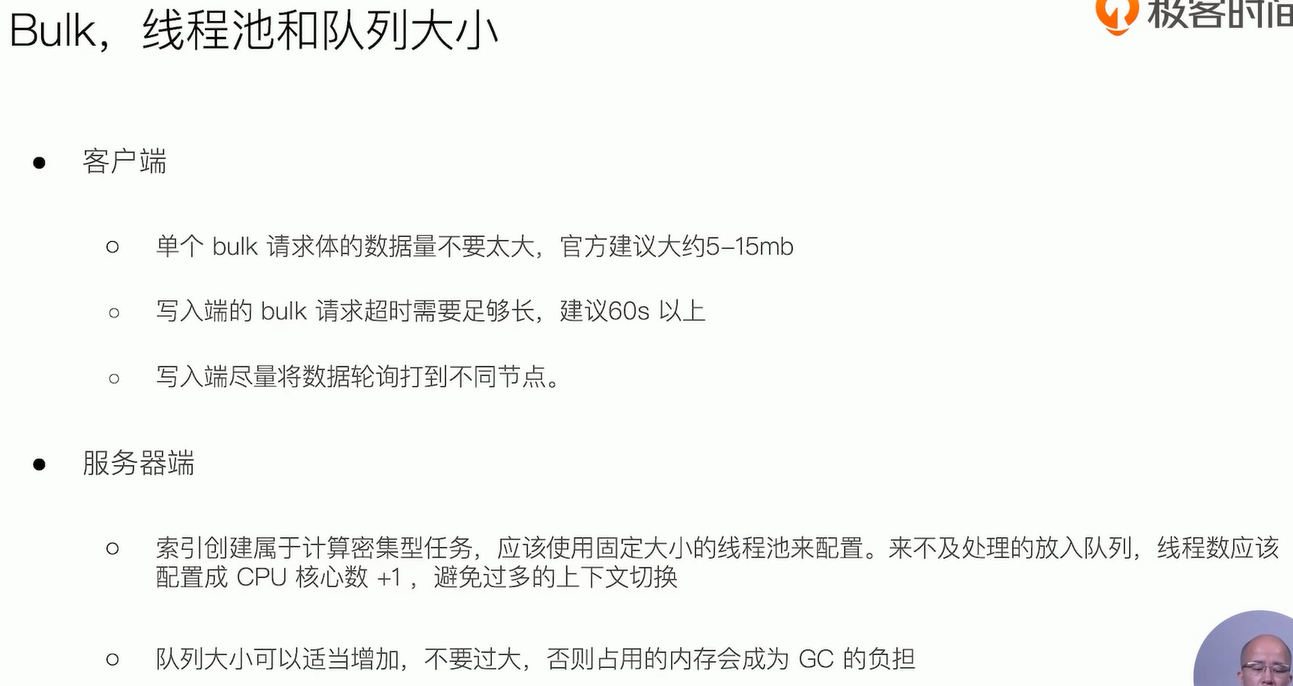 Bulk，线程池和队列大小
极客时间
● 客户端
○ 单个 bulk 请求体的数据量不要太大，官方建议大约5-15mb
○ 写入端的 bulk 请求超时需要足够长，建议60s 以上
○ 写入端尽量将数据轮询打到不同节点。
● 服务器端
○ 索引创建属于计算密集型任务，应该使用固定大小的线程池来配置。来不及处理的放入队列，线程数应该
配置成 CPU 核心数 +1 ，避免过多的上下文切换
○ 队列大小可以适当增加，不要过大，否则占用的内存会成为 GC 的负担